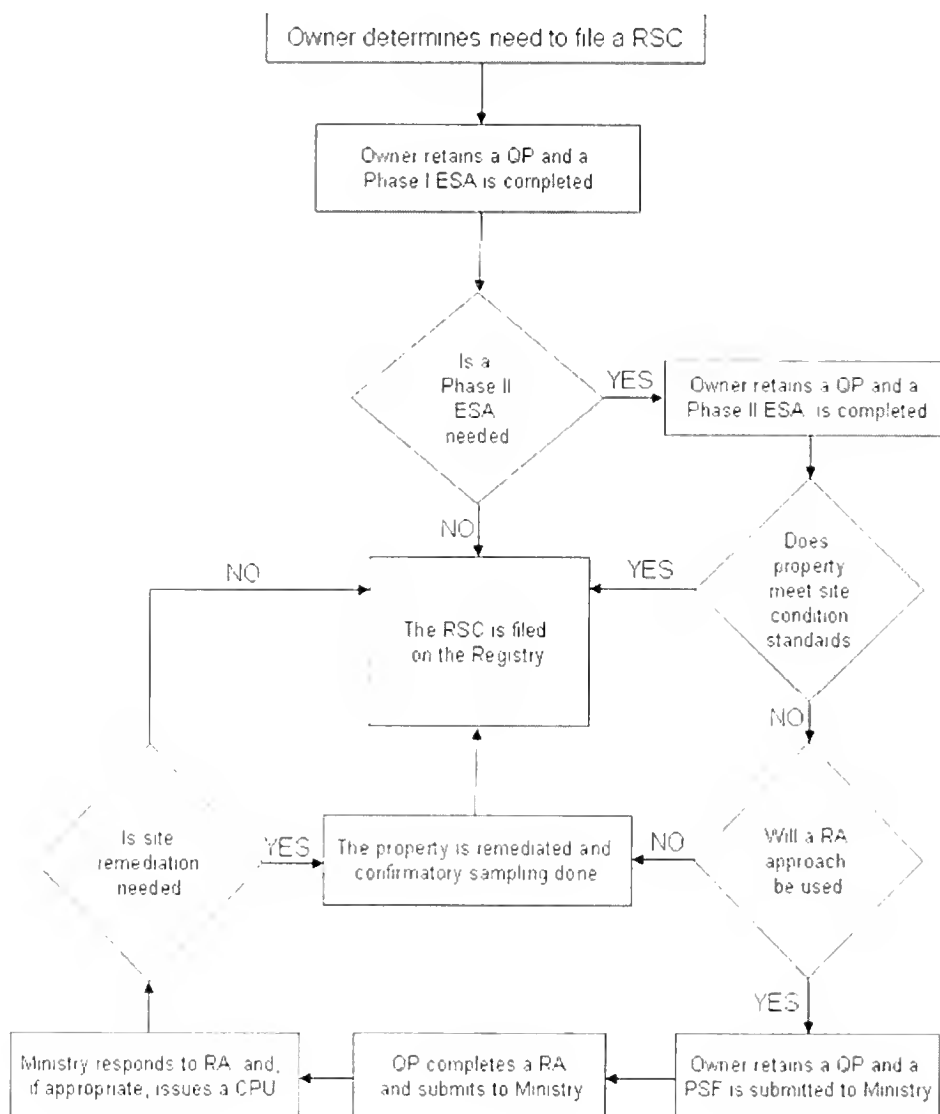 Owner determines need to file a RSC
Owner retains a QP and a
Phase I ESA is completed
Is a
Phase II
ESA
needed
YES
Owner retains a QP and a
Phase II ESA is completed
NO
Does
property
meet site
condition
standards
YES
NO
The RSC is filed
on the Registry
NO
Will a RA
approach
be used
NO
The property is remediated and
confirmatory sampling done
YES
Is site
remediation
needed
YES
Owner retains a QP and a
PSF is submitted to Ministry
QP completes a RA
and submits to Ministry
Ministry responds to RA and,
if appropriate, issues a CPU